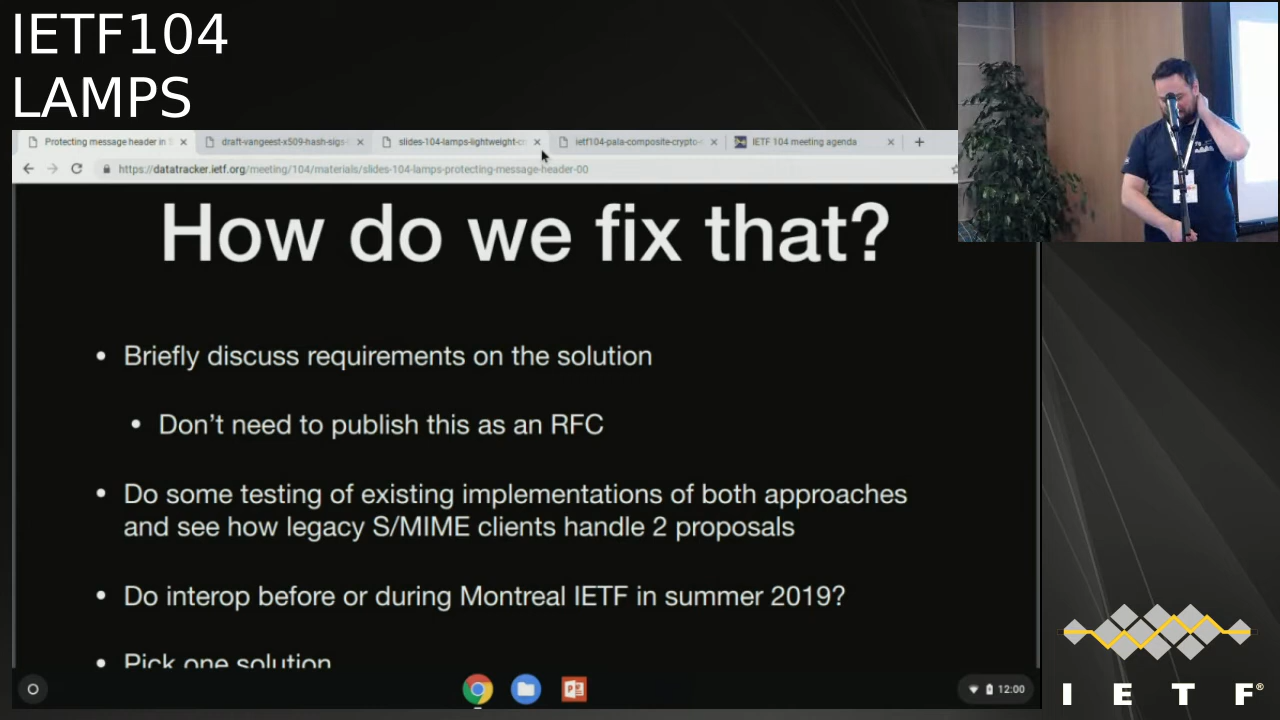 IETF104
LAMPS
Protecting message header in S
draft-vangeest-x509-hash-sigs-
slides-104-lamps-lightweight-c
ietf104-pala-composite-crypto-
IETF 104 meeting agenda
https://datatracker.ietf.org/meeting/104/materials/slides-104-lamps-protecting-message-header-00
How do we fix that?
• Briefly discuss requirements on the solution
• Don’t need to publish this as an RFC
• Do some testing of existing implementations of both approaches
and see how legacy S/MIME clients handle 2 proposals
• Do interop before or during Montreal IETF in summer 2019?
• Pick one solution
12:00
I E T F®